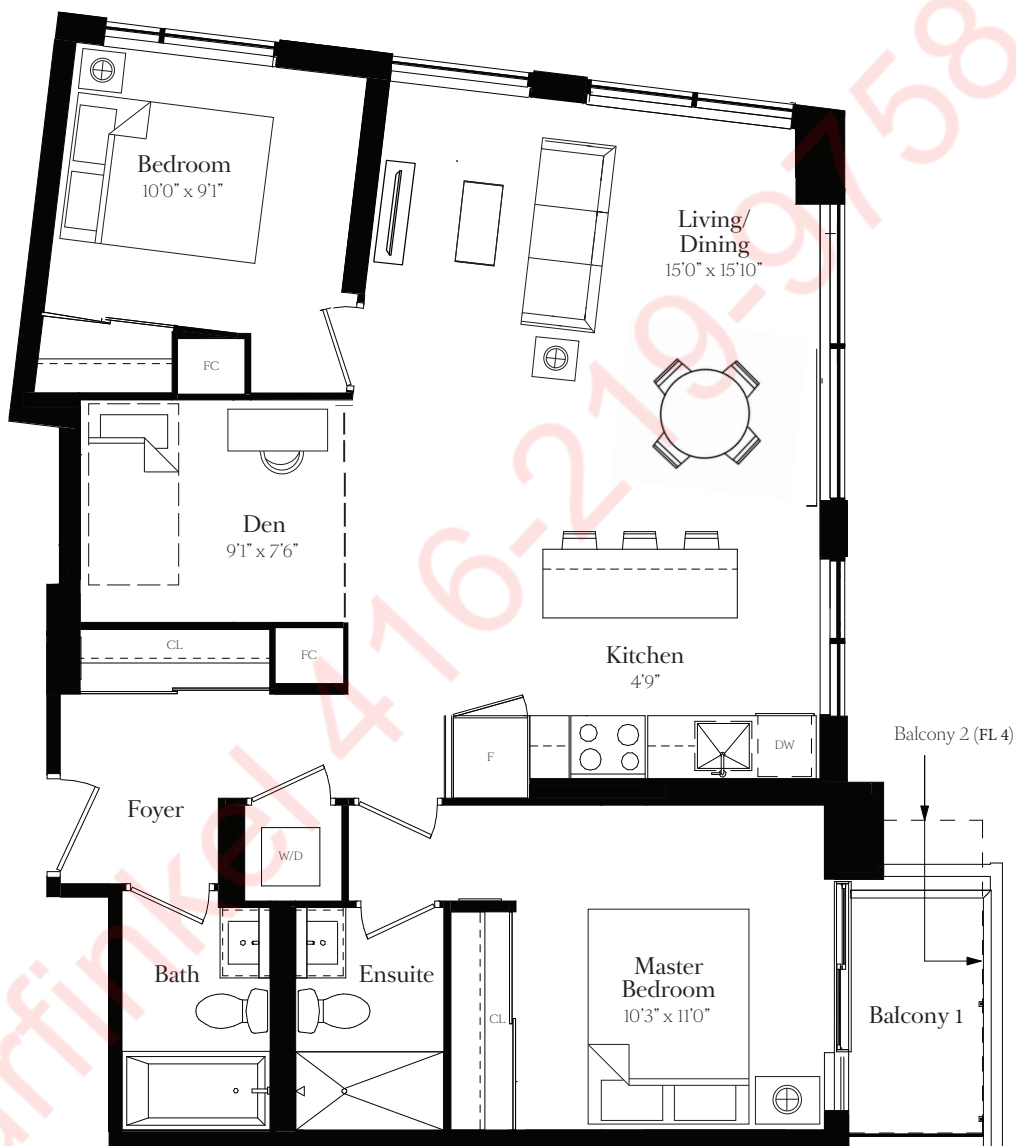 Bedroom
10'0" x 9'1"
Living/
Dining
15'0" x 15'10"
FC
Den
9'1" x 7'6"
CL
FC
Kitchen
4'9"
F
DW
Balcony 2 (FL 4)
Foyer
W/D
Bath
Ensuite
CL
Master
Bedroom
10'3" x 11'0"
Balcony 1
416-219-9758